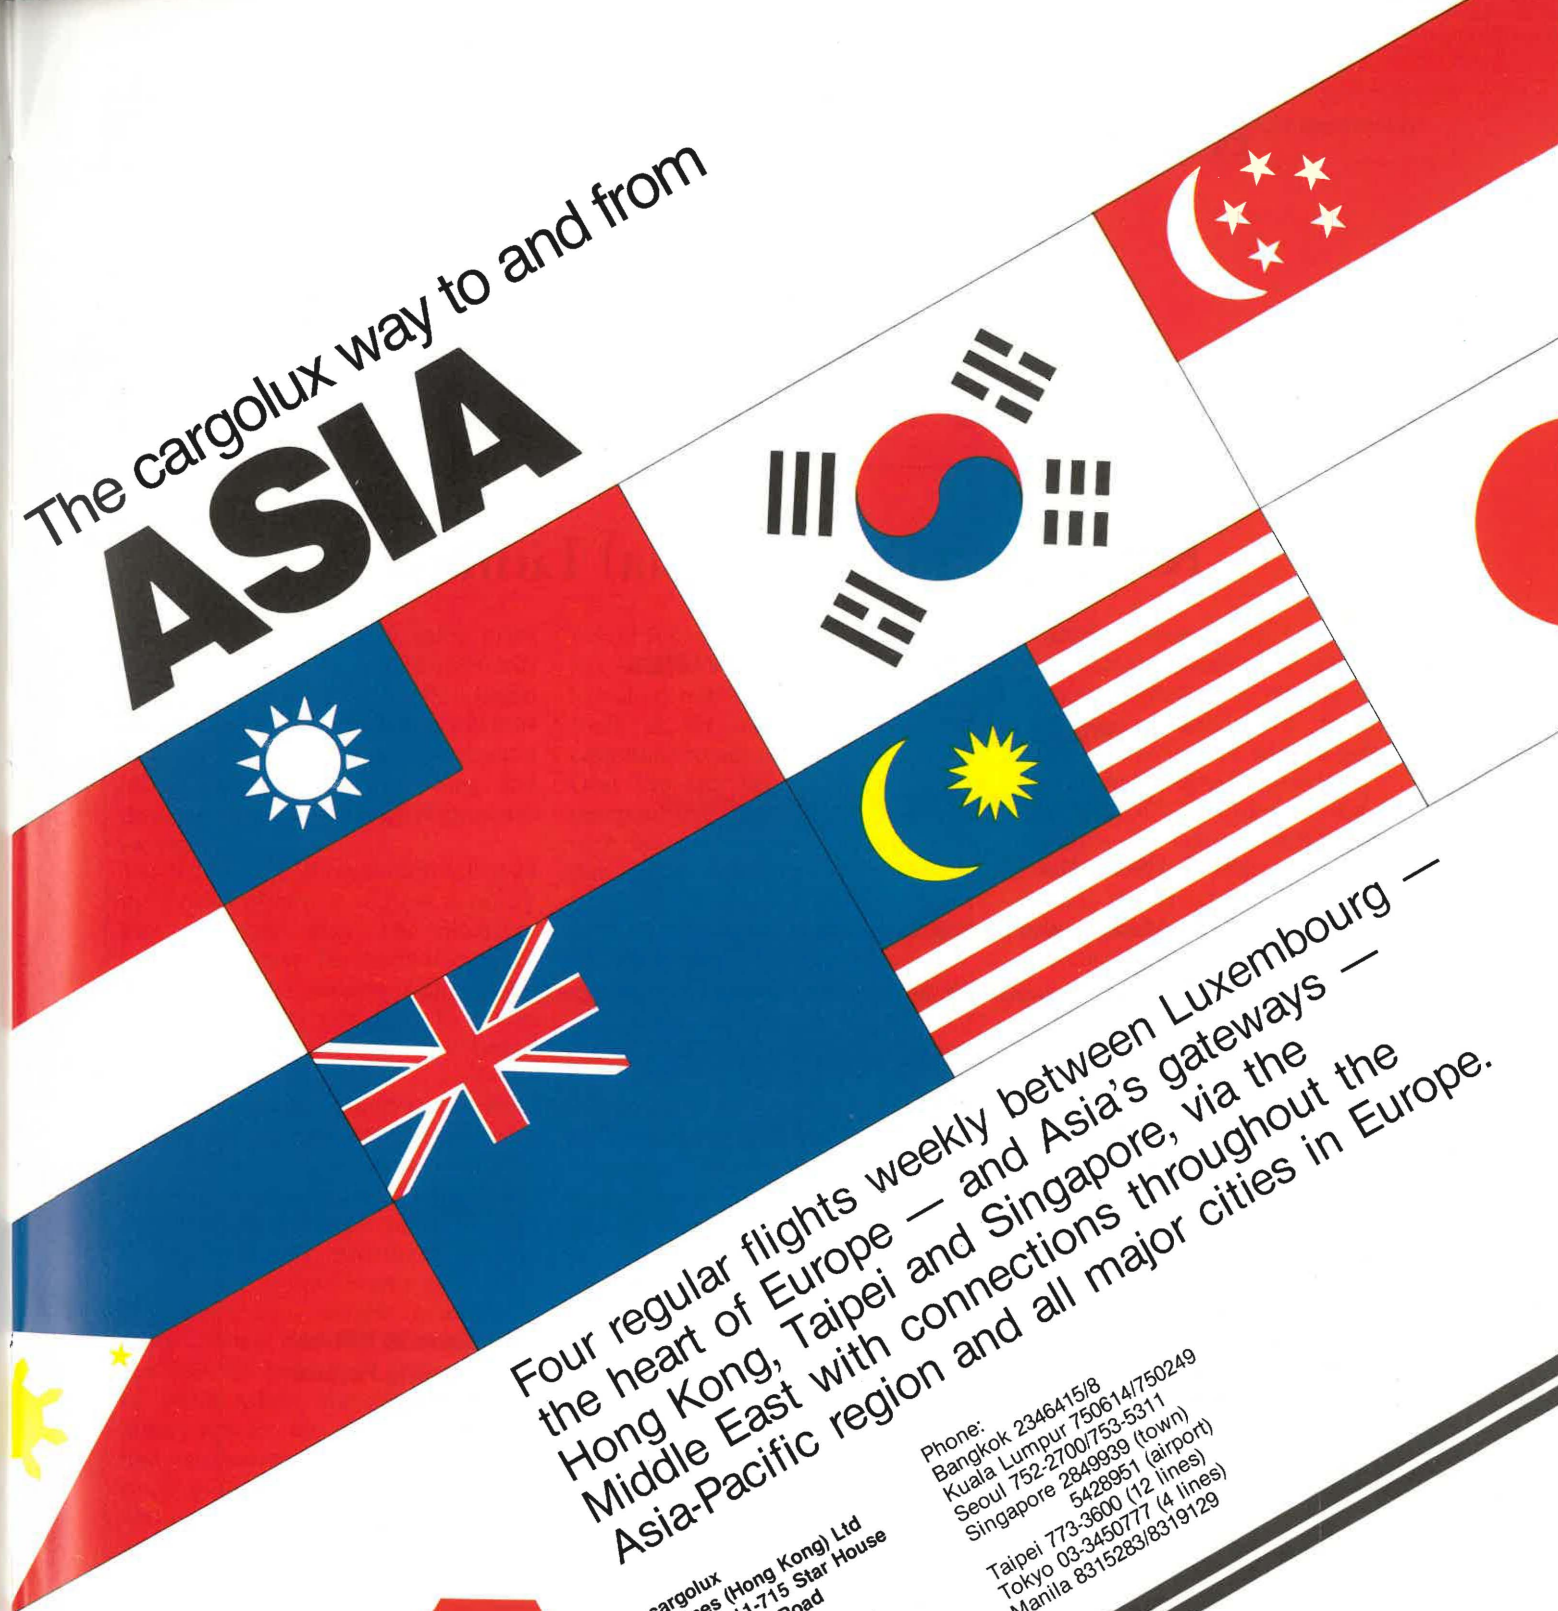 The cargolux way to and from
ASIA
Four regular flights weekly between Luxembourg —
the heart of Europe — and Asia's gateways —
Hong Kong, Taipei and Singapore, via the
Middle East with connections throughout the
Asia-Pacific region and all major cities in Europe.
Phone:
Bangkok 2346415/8
Kuala Lumpur 750614/750249
Seoul 752-2700/753-5311
Singapore 2849939 (town)
5428951 (airport)
Taipei 773-3600 (12 lines)
Tokyo 03-3450777 (4 lines)
Manila 8315283/8319129
cargolux
(Hong Kong) Ltd
Star House
Road